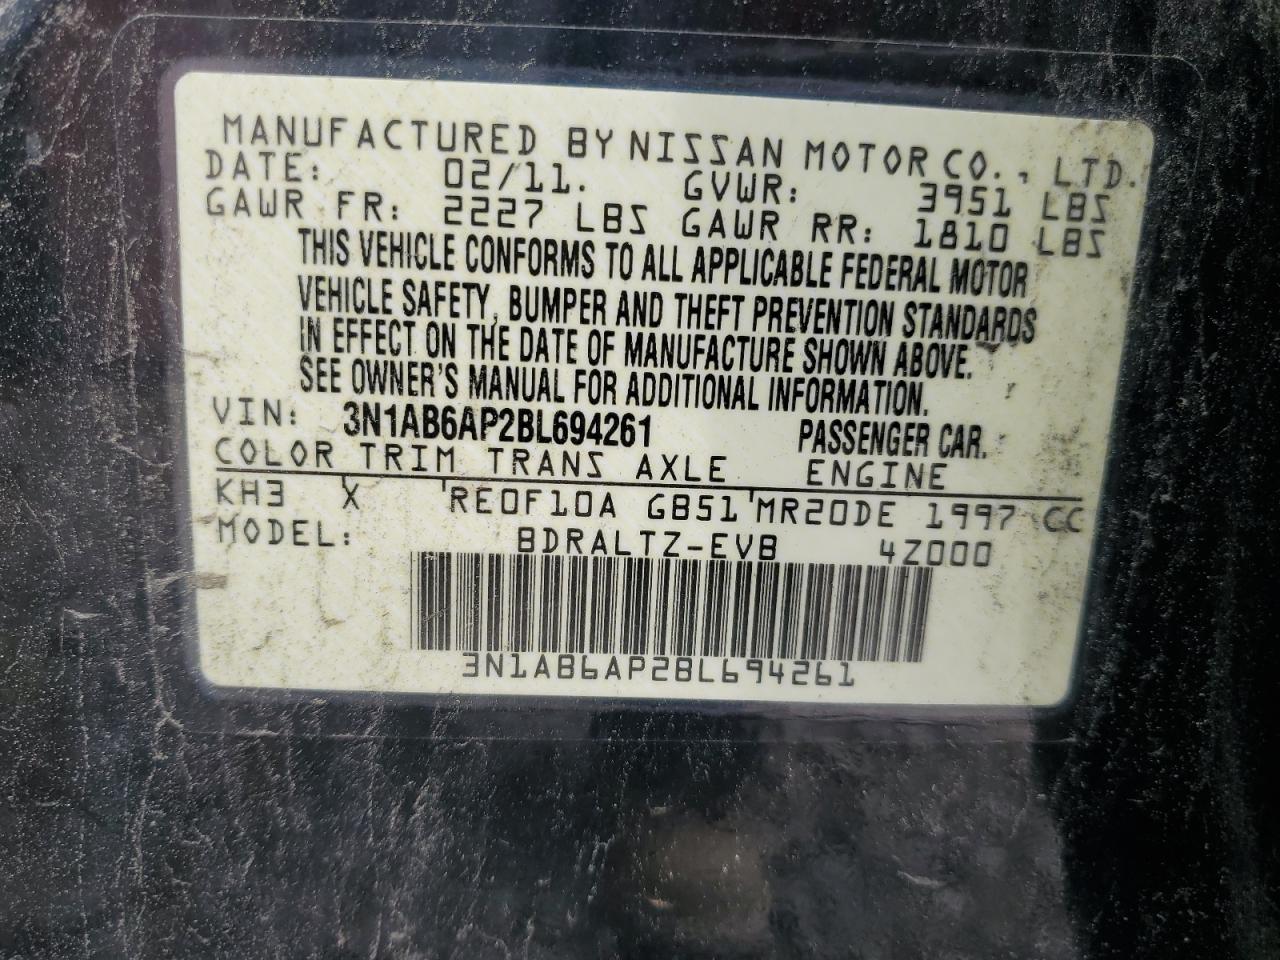 MANUFACTURED BY NISSAN MOTOR CO., LTD.
DATE: 02/11. GVWR: 3951 LBS
GAWR FR: 2227 LBS GAWR RR: 1810 LBS
THIS VEHICLE CONFORMS TO ALL APPLICABLE FEDERAL MOTOR
VEHICLE SAFETY, BUMPER AND THEFT PREVENTION STANDARDS
IN EFFECT ON THE DATE OF MANUFACTURE SHOWN ABOVE.
SEE OWNER'S MANUAL FOR ADDITIONAL INFORMATION.
VIN: 3N1AB6AP2BL694261 PASSENGER CAR.
COLOR TRIM TRANS AXLE ENGINE
KH3 X RE0F10A GB51 MR20DE 1997 CC
MODEL: BDRALTZ-EVB 4Z000
3N1AB6AP2BL694261